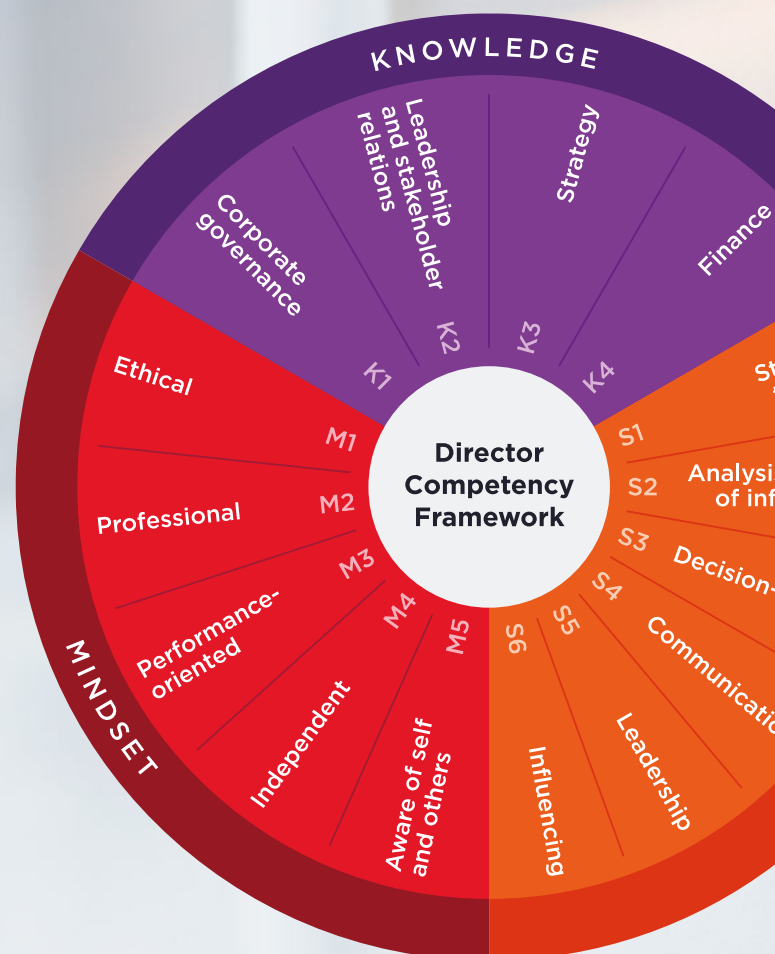 KNOWLEDGE
Corporate
governance
K1
Leadership
and stakeholder
relations
K2
Strategy
K3
Finance
K4
Director
Competency
Framework
Ethical
M1
Professional
M2
Performance-
oriented
M3
Independent
M4
Aware of self
and others
M5
MINDSET
S1
S2
of
S3
Decision-
S4
S5
Leadership
S6
Influencing